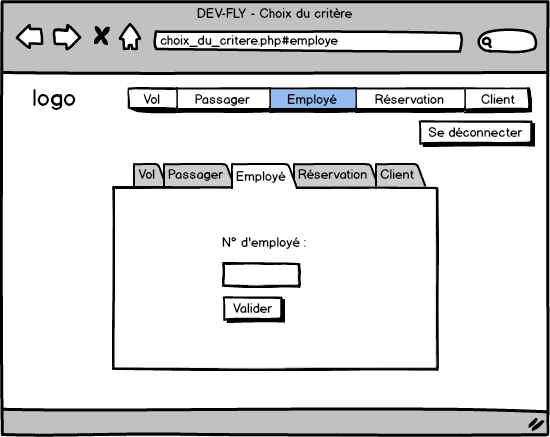 DEV-FLY - Choix du critère
choix_du_critere.php#employe
logo
Vol Passager Employé Réservation Client
Se déconnecter
Vol Passager Employé Réservation Client
N° d'employé :
Valider